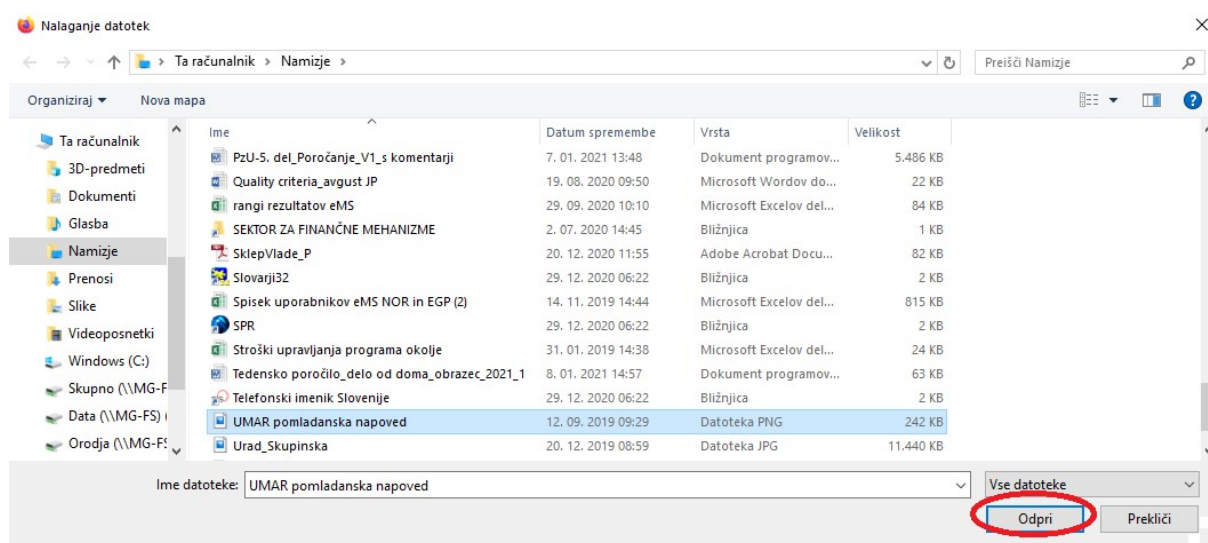 Nalaganje datotek
Ta računalnik › Namizje ›
Preišči Namizje
Organiziraj
Nova mapa
Ta računalnik
3D-predmeti
Dokumenti
Glasba
Namizje
Prenosi
Slike
Videoposnetki
Windows (C:)
Skupno (\\MG-F
Data (\\MG-FS) (
Orodja (\\MG-FS
Ime Datum spremembe Vrsta Velikost
PzU-5. del_Poročanje_V1_s komentarji 7. 01. 2021 13:48 Dokument programov... 5.486 KB
Quality criteria_avgust JP 19. 08. 2020 09:50 Microsoft Wordov do... 22 KB
rangi rezultatov eMS 29. 09. 2020 10:10 Microsoft Excelov del... 84 KB
SEKTOR ZA FINANČNE MEHANIZME 2. 07. 2020 14:45 Bližnjica 1 KB
SklepVlade_P 20. 12. 2020 11:55 Adobe Acrobat Docu... 82 KB
Slovarji32 29. 12. 2020 06:22 Bližnjica 2 KB
Spisek uporabnikov eMS NOR in EGP (2) 14. 11. 2019 14:44 Microsoft Excelov del... 815 KB
SPR 29. 12. 2020 06:22 Bližnjica 2 KB
Stroški upravljanja programa okolje 31. 01. 2019 14:38 Microsoft Excelov del... 24 KB
Tedensko poročilo_delo od doma_obrazec_2021_1 8. 01. 2021 14:57 Dokument programov... 63 KB
Telefonski imenik Slovenije 29. 12. 2020 06:22 Bližnjica 2 KB
UMAR pomladanska napoved 12. 09. 2019 09:29 Datoteka PNG 242 KB
Urad_Skupinska 20. 12. 2019 08:59 Datoteka JPG 11.440 KB
Ime datoteke: UMAR pomladanska napoved Vse datoteke
Odpri Prekliči